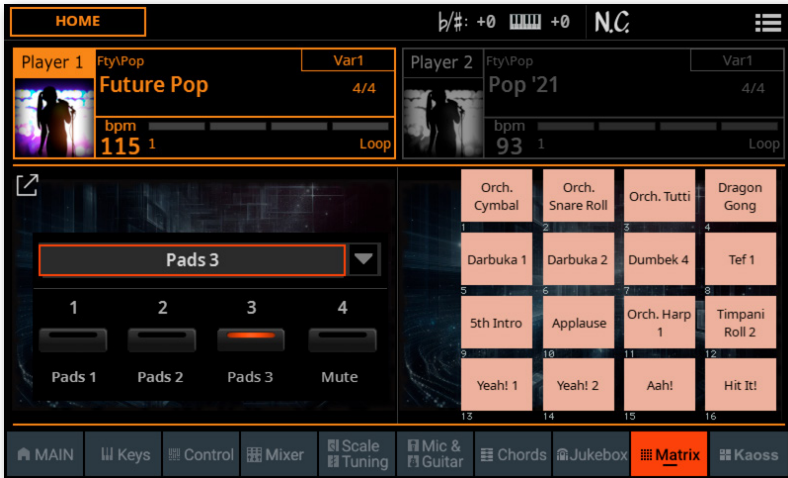 HOME
b/#: +0 +0 N.C.
Player 1
Fty\Pop
Var1
Future Pop
4/4
bpm
115 1
Loop
Player 2
Fty\Pop
Var1
Pop '21
4/4
bpm
93 1
Loop
Pads 3
1 2 3 4
Pads 1 Pads 2 Pads 3 Mute
Orch.
Cymbal
1
Orch.
Snare Roll
2
Orch. Tutti
3
Dragon
Gong
4
Darbuka 1
5
Darbuka 2
6
Dumbek 4
7
Tef 1
8
5th Intro
9
Applause
10
Orch. Harp
1
11
Timpani
Roll 2
12
Yeah! 1
13
Yeah! 2
14
Aah!
15
Hit It!
16
MAIN
Keys
Control
Mixer
Scale
Tuning
Mic &
Guitar
Chords
Jukebox
Matrix
Kaoss